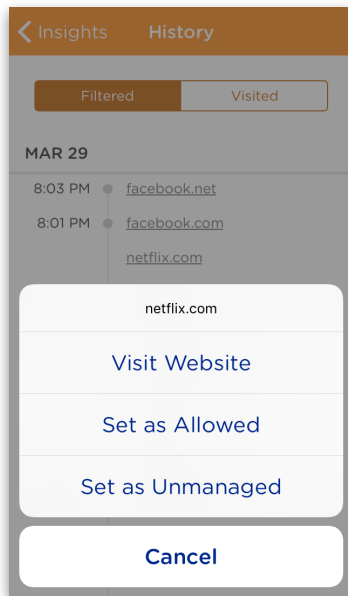 Insights History
Filtered Visited
MAR 29
8:03 PM facebook.net
8:01 PM facebook.com
netflix.com
netflix.com
Visit Website
Set as Allowed
Set as Unmanaged
Cancel